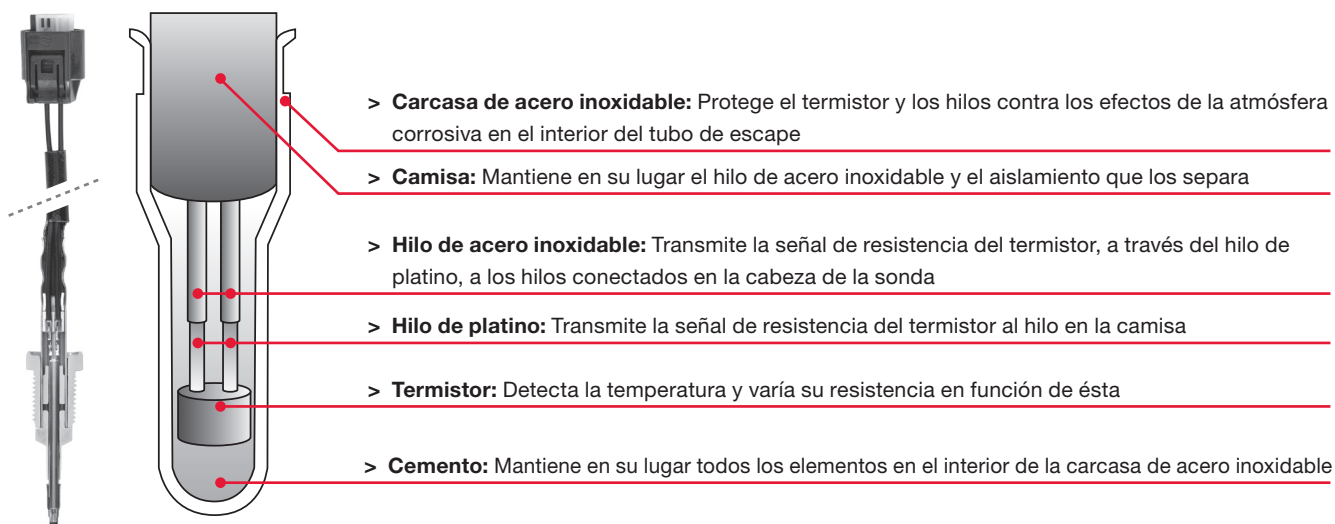 > Carcasa de acero inoxidable: Protege el termistor y los hilos contra los efectos de la atmósfera
corrosiva en el interior del tubo de escape
> Camisa: Mantiene en su lugar el hilo de acero inoxidable y el aislamiento que los separa
> Hilo de acero inoxidable: Transmite la señal de resistencia del termistor, a través del hilo de
platino, a los hilos conectados en la cabeza de la sonda
> Hilo de platino: Transmite la señal de resistencia del termistor al hilo en la camisa
> Termistor: Detecta la temperatura y varía su resistencia en función de ésta
> Cemento: Mantiene en su lugar todos los elementos en el interior de la carcasa de acero inoxidable